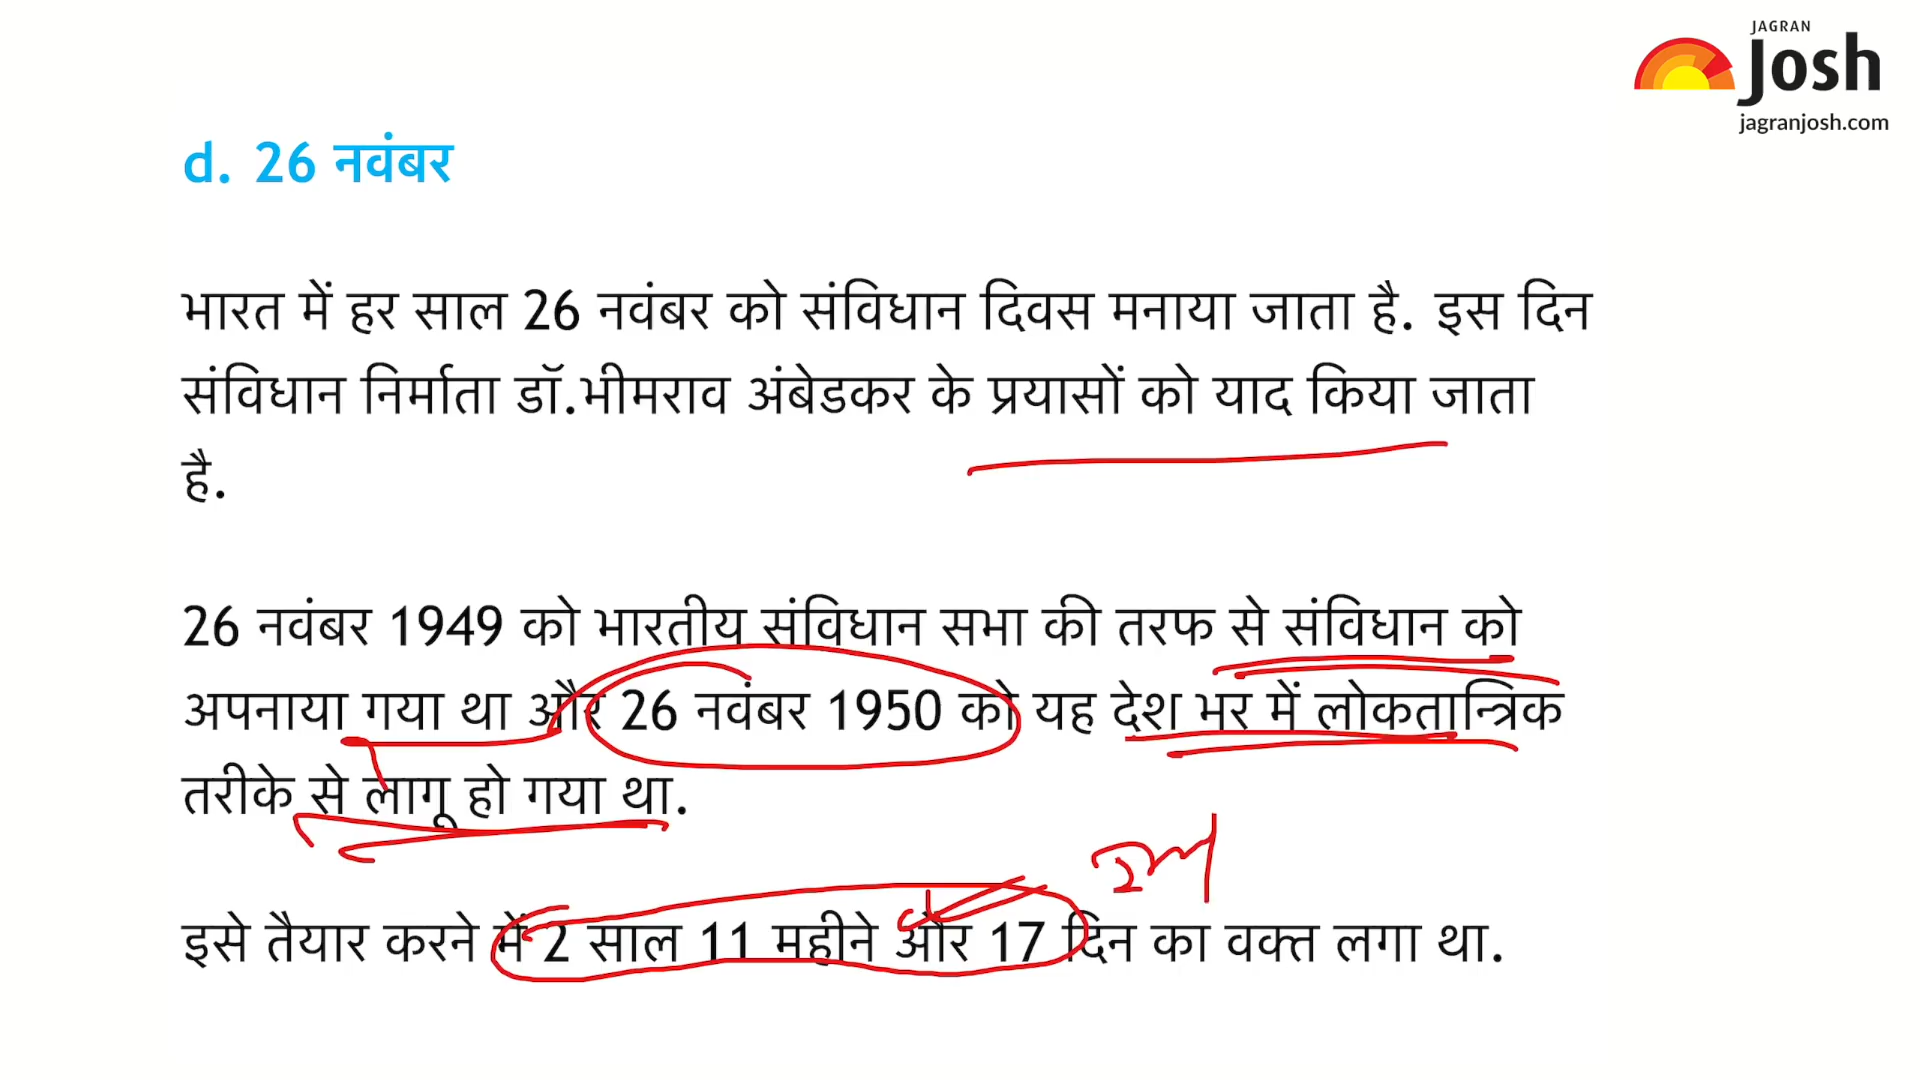 JAGRAN
Josh
jagranjosh.com
d. 26 नवंबर
भारत में हर साल 26 नवंबर को संविधान दिवस मनाया जाता है. इस दिन
संविधान निर्माता डॉ.भीमराव अंबेडकर के प्रयासों को याद किया जाता
है.
26 नवंबर 1949 को भारतीय संविधान सभा की तरफ से संविधान को
अपनाया गया था और 26 नवंबर 1950 को यह देश भर में लोकतान्त्रिक
तरीके से लागू हो गया था.
इसे तैयार करने में 2 साल 11 महीने और 17 दिन का वक्त लगा था.